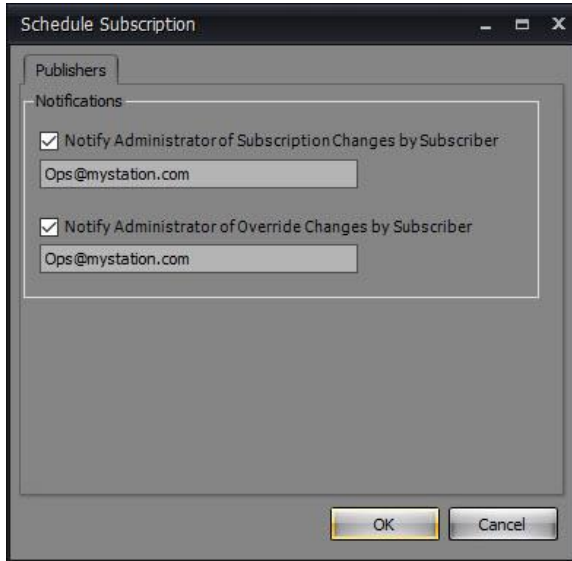 Schedule Subscription
Publishers
Notifications
Notify Administrator of Subscription Changes by Subscriber
Ops@mystation.com
Notify Administrator of Override Changes by Subscriber
Ops@mystation.com
OK Cancel